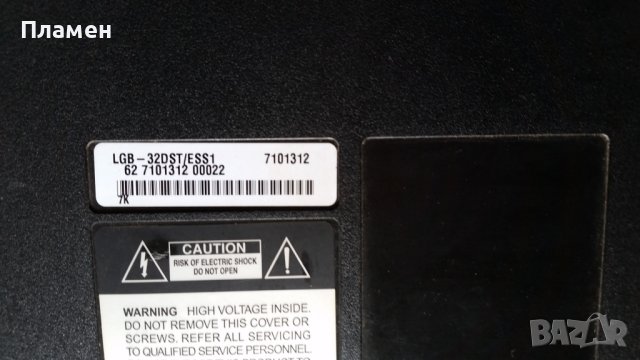 Пламен
LGB-32DST/ESS1 7101312
62 7101312 00022
7K
CAUTION
RISK OF ELECTRIC SHOCK
DO NOT OPEN
WARNING HIGH VOLTAGE INSIDE.
DO NOT REMOVE THIS COVER OR
SCREWS. REFER ALL SERVICING
TO QUALIFIED SERVICE PERSONNEL.
BAZAR